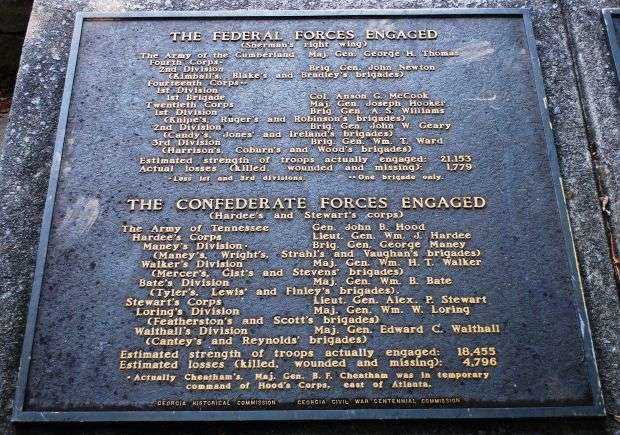 THE FEDERAL FORCES ENGAGED
(Sherman's right wing)
The Army of the Cumberland Maj. Gen. George H. Thomas
Fourth Corps•
2nd Division Brig. Gen. John Newton
(Kimball's, Blake's and Bradley's brigades)
Fourteenth Corps••
1st Division
1st Brigade Col. Anson G. McCook
Twentieth Corps Maj. Gen. Joseph Hooker
1st Division Brig. Gen. A. S. Williams
(Knipe's, Ruger's and Robinson's brigades)
2nd Division Brig. Gen. John W. Geary
(Candy's, Jones' and Ireland's brigades)
3rd Division Brig. Gen. Wm. T. Ward
(Harrison's, Coburn's and Wood's brigades)
Estimated strength of troops actually engaged: 21,153
Actual losses (killed, wounded and missing): 1,779
•Less 1st and 3rd divisions. ••One brigade only.
THE CONFEDERATE FORCES ENGAGED
(Hardee's and Stewart's corps)
The Army of Tennessee Gen. John B. Hood
Hardee's Corps Lieut. Gen. Wm. J. Hardee
Maney's Division• Brig. Gen. George Maney
(Maney's, Wright's, Strahl's and Vaughan's brigades)
Walker's Division Maj. Gen. Wm. H. T. Walker
(Mercer's, Gist's and Stevens' brigades)
Bate's Division Maj. Gen. Wm. B. Bate
(Tyler's, Lewis' and Finley's brigades)
Stewart's Corps Lieut. Gen. Alex. P. Stewart
Loring's Division Maj. Gen. Wm. W. Loring
(Featherston's and Scott's brigades)
Walthall's Division Maj. Gen. Edward C. Walthall
(Cantey's and Reynolds' brigades)
Estimated strength of troops actually engaged: 18,455
Estimated losses (killed, wounded and missing): 4,796
•Actually Cheatham's. Maj. Gen. B. F. Cheatham was in temporary
command of Hood's Corps, east of Atlanta.
GEORGIA HISTORICAL COMMISSION GEORGIA CIVIL WAR CENTENNIAL COMMISSION